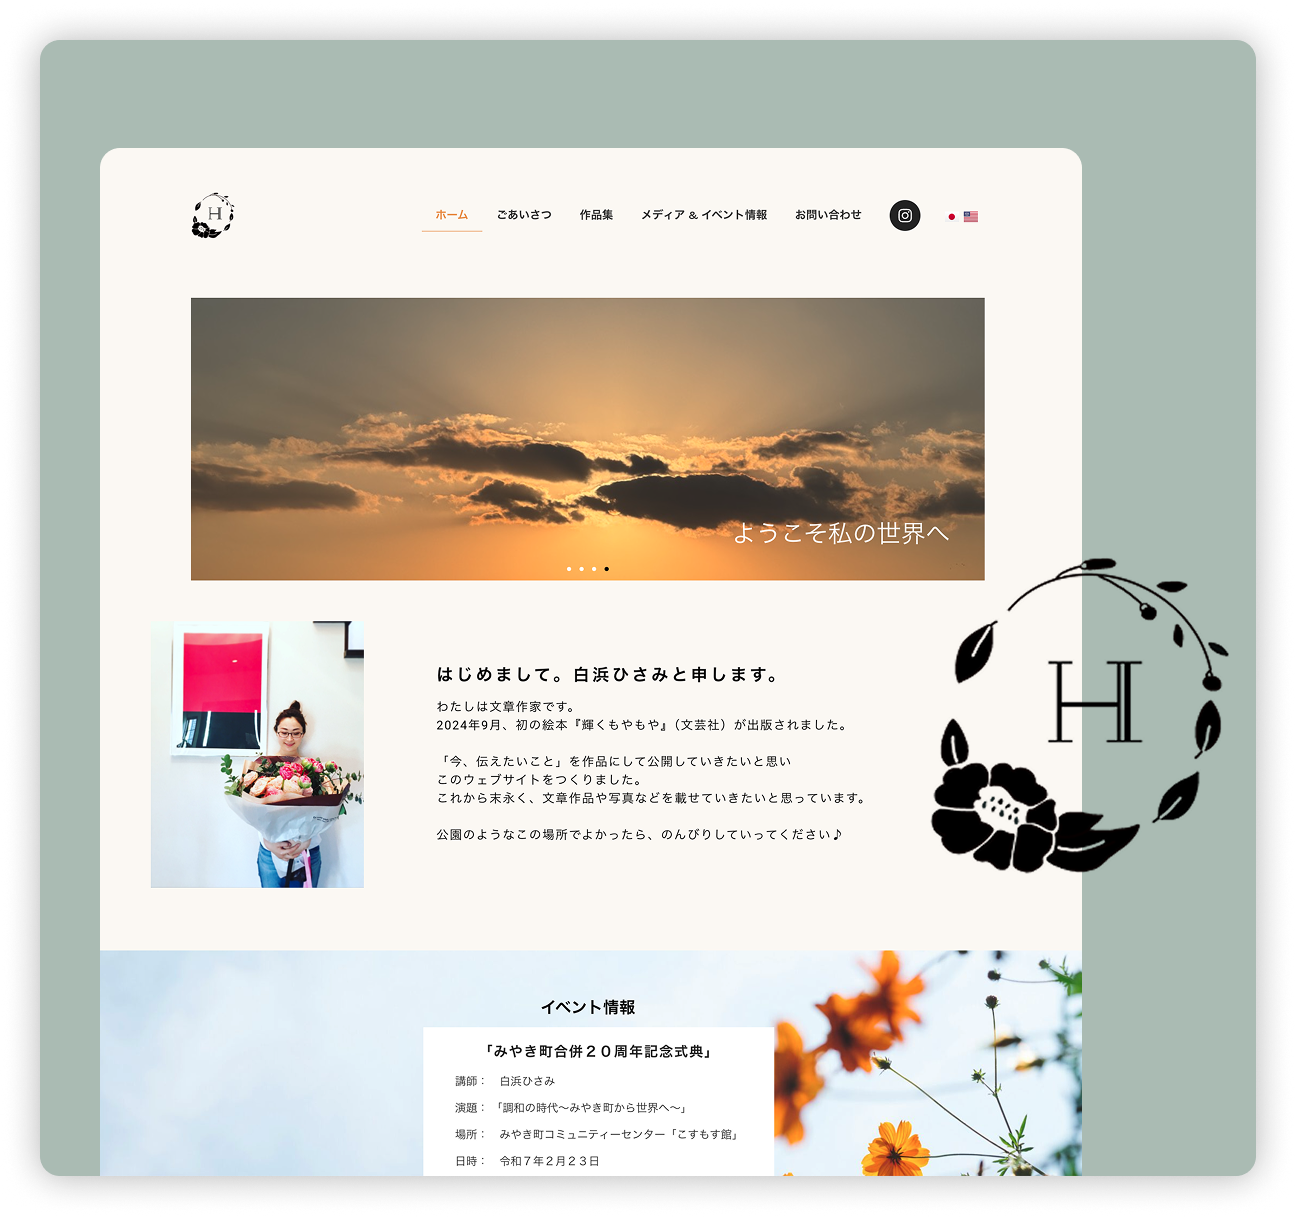 H
ホーム
ごあいさつ
作品集
メディア & イベント情報
お問い合わせ
ようこそ私の世界へ
はじめまして。白浜ひさみと申します。
わたしは文章作家です。
2024年9月、初の絵本『輝くもやもや』（文芸社）が出版されました。
「今、伝えたいこと」を作品にして公開していきたいと思い
このウェブサイトをつくりました。
これから末永く、文章作品や写真などを載せていきたいと思っています。
公園のようなこの場所でよかったら、のんびりしていってください♪
H
イベント情報
「みやき町合併２０周年記念式典」
講師：　白浜ひさみ
演題：　「調和の時代〜みやき町から世界へ〜」
場所：　みやき町コミュニティーセンター「こすもす館」
日時：　令和７年２月２３日